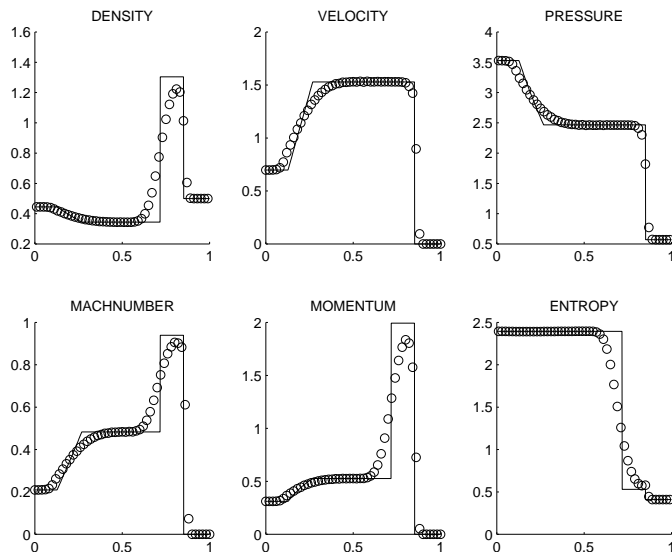 DENSITY VELOCITY PRESSURE
1.6 2 4
1.4 3.5
1.2 1.5 3
1 2.5
0.8 1 2
0.6 1.5
0.4 0.5 1
0.2 0 0.5
0 0.5 1 0 0.5 1 0 0.5 1
MACHNUMBER MOMENTUM ENTROPY
1 2 2.5
0.8 1.5 2
0.6 1.5
0.4 1 1
0.2 0.5 0.5
0 0 0
0 0.5 1 0 0.5 1 0 0.5 1